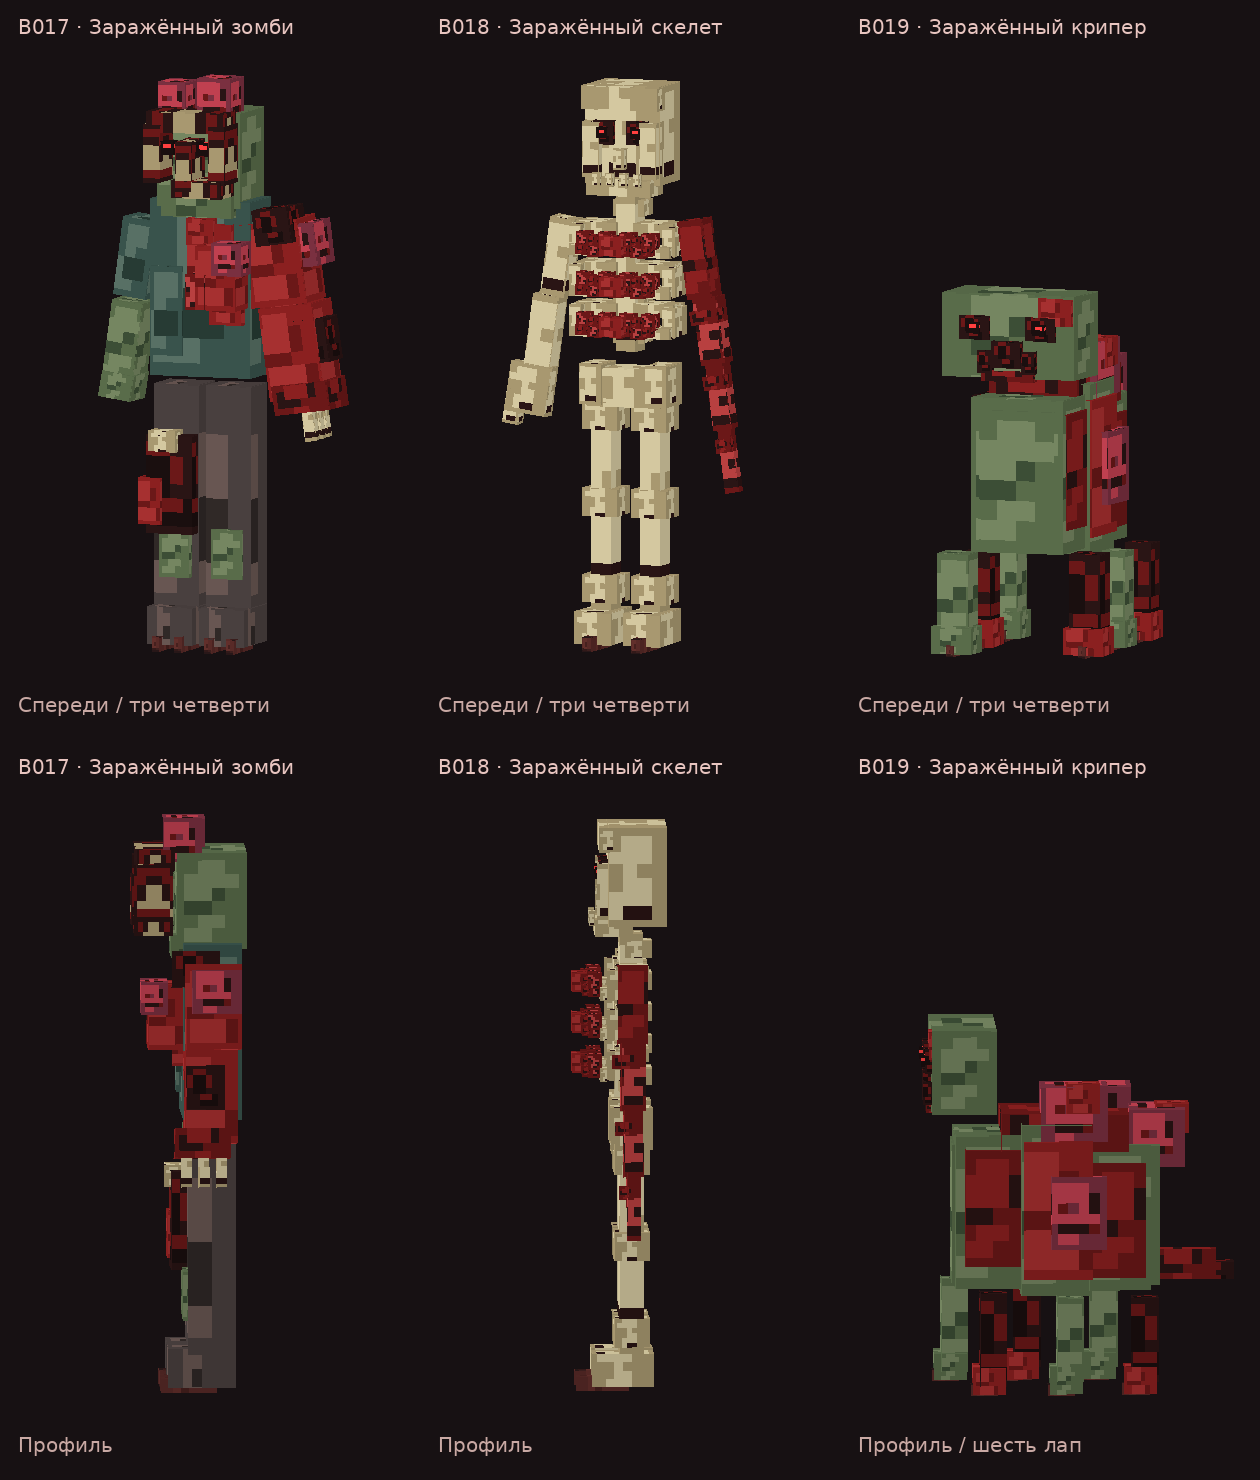 B017 · Заражённый зомби
B018 · Заражённый скелет
B019 · Заражённый крипер
Спереди / три четверти
Спереди / три четверти
Спереди / три четверти
B017 · Заражённый зомби
B018 · Заражённый скелет
B019 · Заражённый крипер
Профиль
Профиль
Профиль / шесть лап